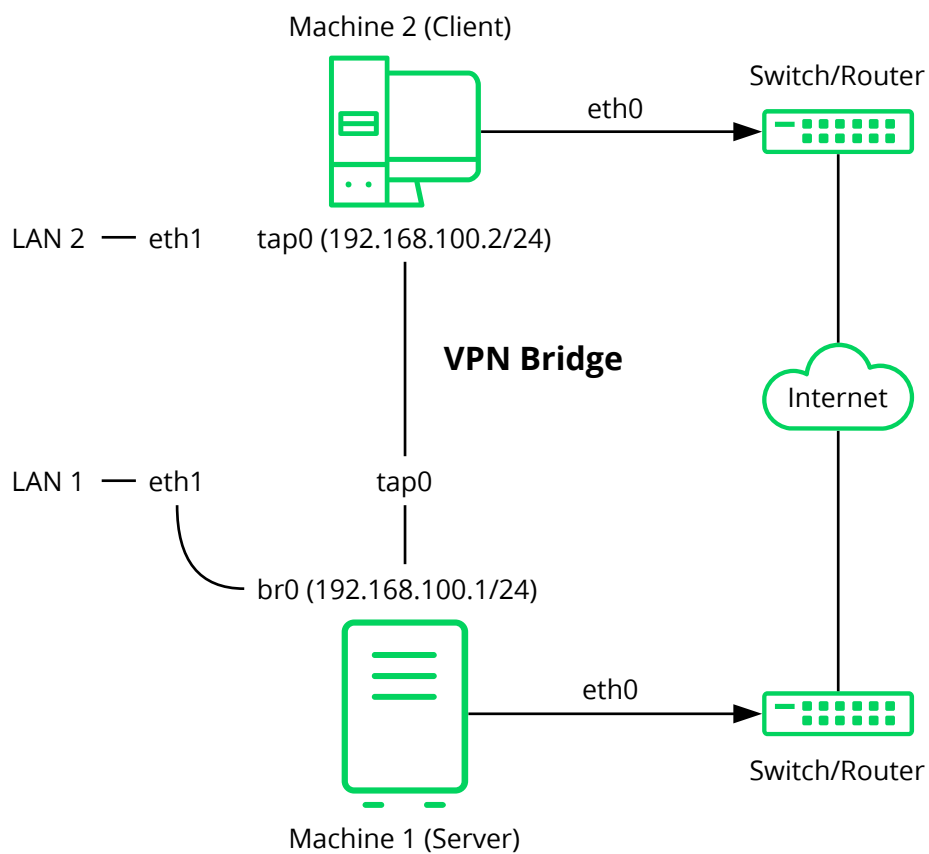 Machine 2 (Client)
Switch/Router
eth0
LAN 2
eth1
tap0 (192.168.100.2/24)
VPN Bridge
Internet
LAN 1
eth1
tap0
br0 (192.168.100.1/24)
eth0
Switch/Router
Machine 1 (Server)